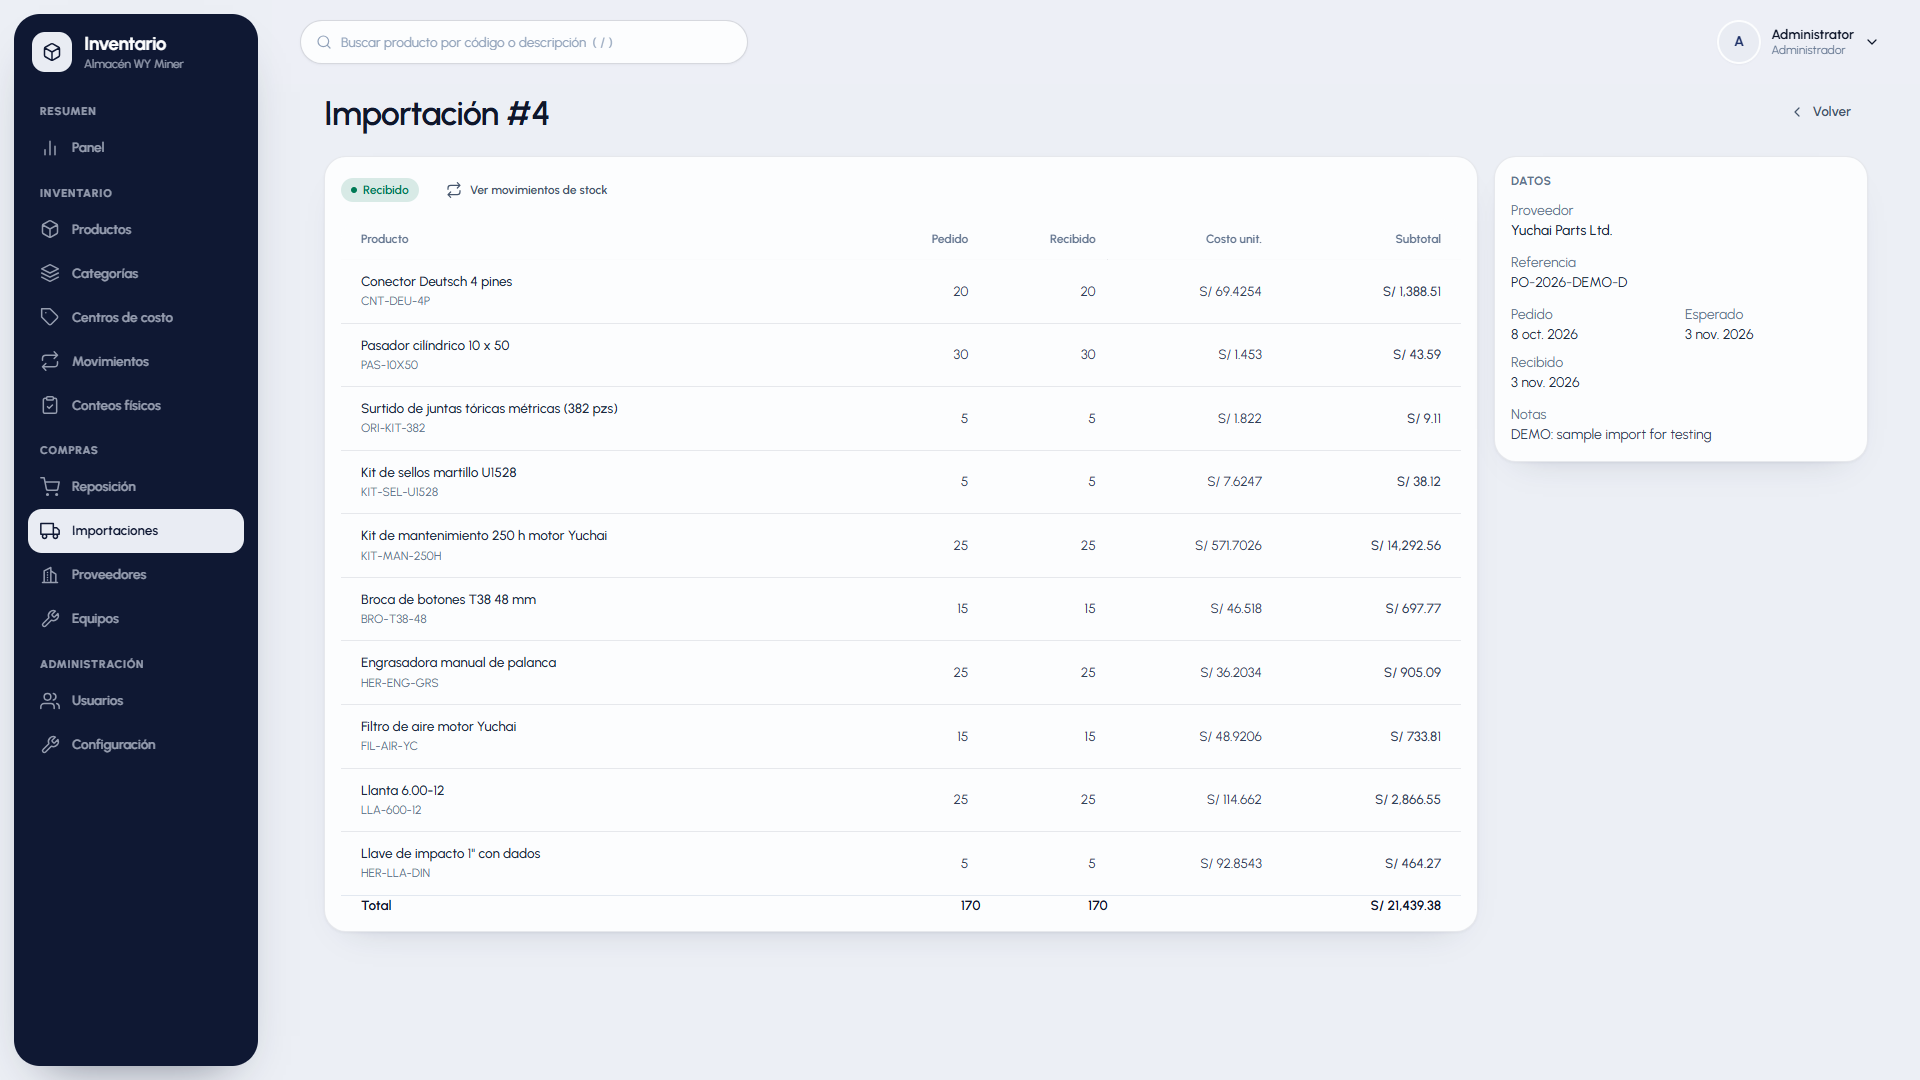 Inventario
Almacén WY Miner
RESUMEN
Panel
INVENTARIO
Productos
Categorías
Centros de costo
Movimientos
Conteos físicos
COMPRAS
Reposición
Importaciones
Proveedores
Equipos
ADMINISTRACIÓN
Usuarios
Configuración
Buscar producto por código o descripción ( / )
A
Administrator
Administrador
Importación #4
Volver
Recibido
Ver movimientos de stock
Producto Pedido Recibido Costo unit. Subtotal
Conector Deutsch 4 pines
CNT-DEU-4P
20 20 S/ 69.4254 S/ 1,388.51
Pasador cilíndrico 10 x 50
PAS-10X50
30 30 S/ 1.453 S/ 43.59
Surtido de juntas tóricas métricas (382 pzs)
ORI-KIT-382
5 5 S/ 1.822 S/ 9.11
Kit de sellos martillo U1528
KIT-SEL-U1528
5 5 S/ 7.6247 S/ 38.12
Kit de mantenimiento 250 h motor Yuchai
KIT-MAN-250H
25 25 S/ 571.7026 S/ 14,292.56
Broca de botones T38 48 mm
BRO-T38-48
15 15 S/ 46.518 S/ 697.77
Engrasadora manual de palanca
HER-ENG-GRS
25 25 S/ 36.2034 S/ 905.09
Filtro de aire motor Yuchai
FIL-AIR-YC
15 15 S/ 48.9206 S/ 733.81
Llanta 6.00-12
LLA-600-12
25 25 S/ 114.662 S/ 2,866.55
Llave de impacto 1" con dados
HER-LLA-DIN
5 5 S/ 92.8543 S/ 464.27
Total 170 170 S/ 21,439.38
DATOS
Proveedor
Yuchai Parts Ltd.
Referencia
PO-2026-DEMO-D
Pedido Esperado
8 oct. 2026 3 nov. 2026
Recibido
3 nov. 2026
Notas
DEMO: sample import for testing